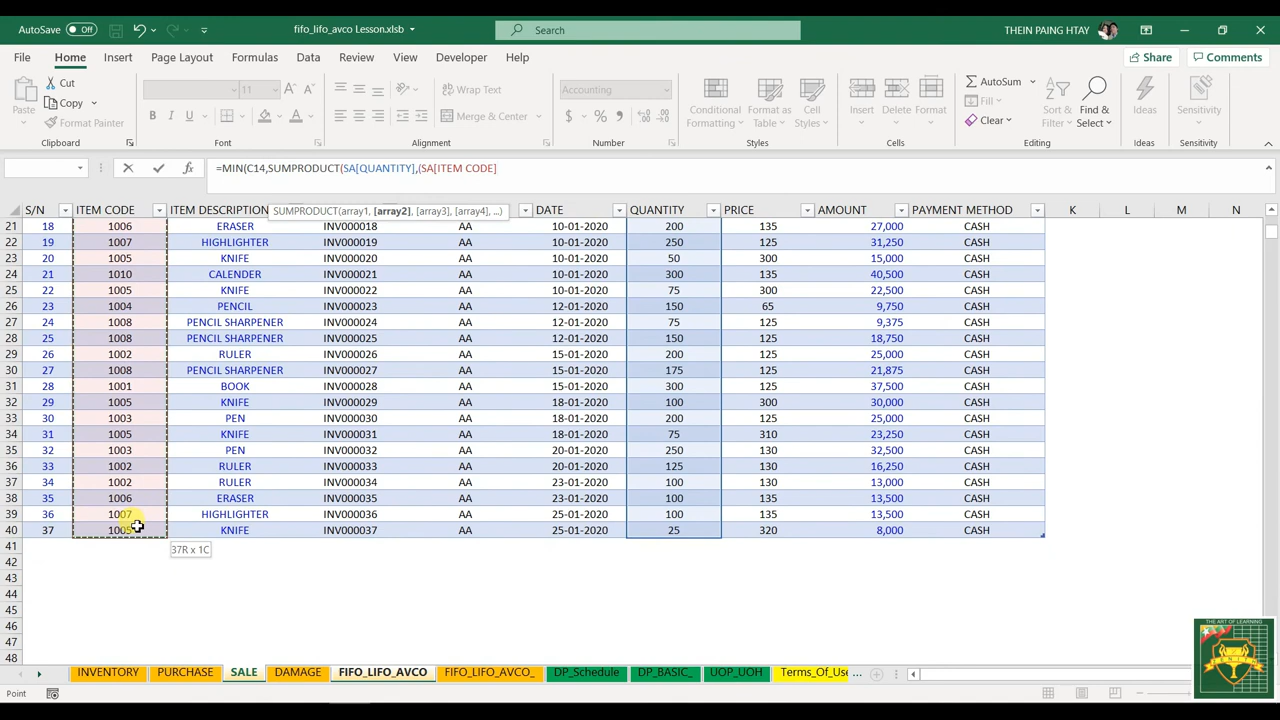 AutoSave Off fifo_lifo_avco Lesson.xlsb Search THEIN PAING HTAY
File Home Insert Page Layout Formulas Data Review View Developer Help Share Comments
Cut
Copy
Format Painter
Paste
11
Wrap Text
Merge & Center
Accounting
Conditional Formatting
Format as Table
Cell Styles
Insert Delete Format
AutoSum
Fill
Clear
Sort & Filter
Find & Select
Ideas
Sensitivity
Clipboard Font Alignment Number Styles Cells Editing Ideas Sensitivity
=MIN(C14,SUMPRODUCT(SA[QUANTITY],(SA[ITEM CODE]
SUMPRODUCT(array1, [array2], [array3], [array4], ...)
S/N ITEM CODE ITEM DESCRIPTION DATE QUANTITY PRICE AMOUNT PAYMENT METHOD K L M N
21 18 1006 ERASER INV000018 AA 10-01-2020 200 135 27,000 CASH
22 19 1007 HIGHLIGHTER INV000019 AA 10-01-2020 250 125 31,250 CASH
23 20 1005 KNIFE INV000020 AA 10-01-2020 50 300 15,000 CASH
24 21 1010 CALENDER INV000021 AA 10-01-2020 300 135 40,500 CASH
25 22 1005 KNIFE INV000022 AA 10-01-2020 75 300 22,500 CASH
26 23 1004 PENCIL INV000023 AA 12-01-2020 150 65 9,750 CASH
27 24 1008 PENCIL SHARPENER INV000024 AA 12-01-2020 75 125 9,375 CASH
28 25 1008 PENCIL SHARPENER INV000025 AA 12-01-2020 150 125 18,750 CASH
29 26 1002 RULER INV000026 AA 15-01-2020 200 125 25,000 CASH
30 27 1008 PENCIL SHARPENER INV000027 AA 15-01-2020 175 125 21,875 CASH
31 28 1001 BOOK INV000028 AA 15-01-2020 300 125 37,500 CASH
32 29 1005 KNIFE INV000029 AA 18-01-2020 100 300 30,000 CASH
33 30 1003 PEN INV000030 AA 18-01-2020 200 125 25,000 CASH
34 31 1005 KNIFE INV000031 AA 18-01-2020 75 310 23,250 CASH
35 32 1003 PEN INV000032 AA 20-01-2020 250 130 32,500 CASH
36 33 1002 RULER INV000033 AA 20-01-2020 125 130 16,250 CASH
37 34 1002 RULER INV000034 AA 23-01-2020 100 130 13,000 CASH
38 35 1006 ERASER INV000035 AA 23-01-2020 100 135 13,500 CASH
39 36 1007 HIGHLIGHTER INV000036 AA 25-01-2020 100 135 13,500 CASH
40 37 1005 KNIFE INV000037 AA 25-01-2020 25 320 8,000 CASH
41 37R x 1C
42
43
44
45
46
47
48
THE ART OF LEARNING
INVENTORY PURCHASE SALE DAMAGE FIFO_LIFO_AVCO FIFO_LIFO_AVCO_ DP_Schedule DP_BASIC_ UOP_UOH Terms_Of_Use ...
Point